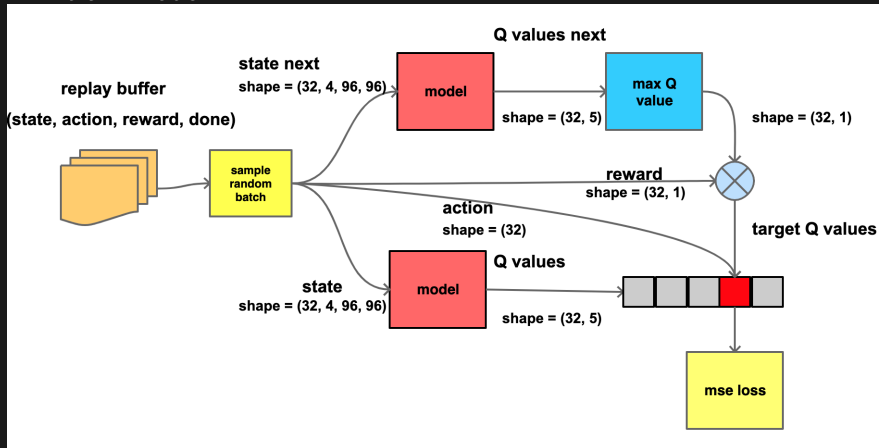 Q values next
state next
shape = (32, 4, 96, 96)
replay buffer
(state, action, reward, done)
model
max Q
value
shape = (32, 5)
shape = (32, 1)
sample
random
batch
reward
shape = (32, 1)
action
shape = (32)
target Q values
Q values
state
shape = (32, 4, 96, 96)
model
shape = (32, 5)
mse loss